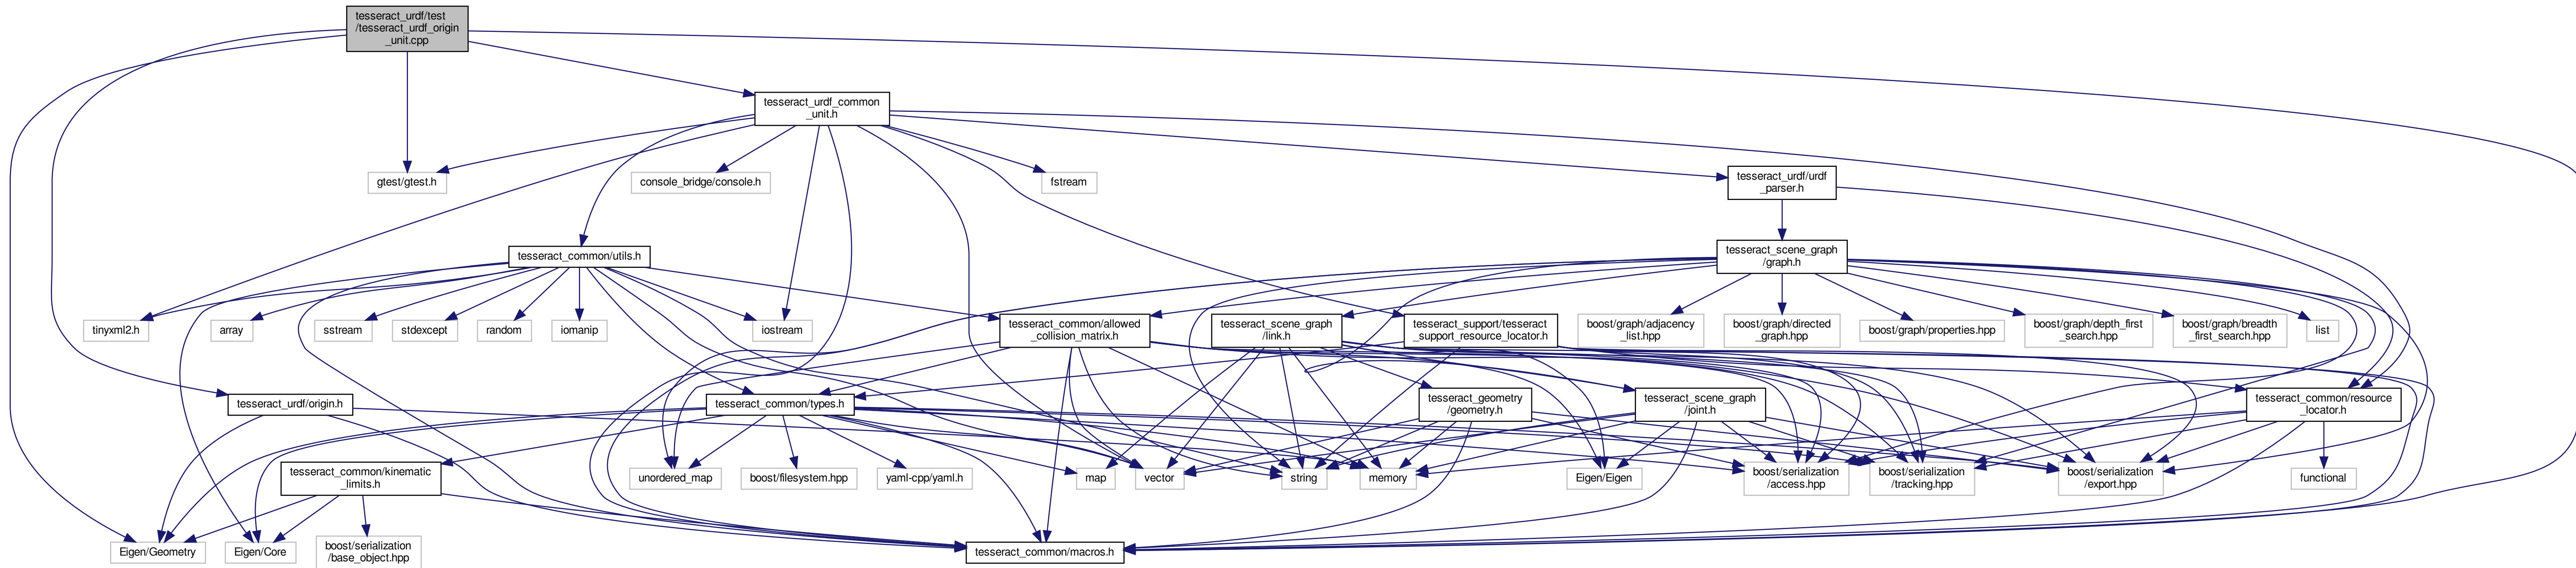 tesseract_urdf/test
/tesseract_urdf_origin
_unit.cpp
tesseract_urdf_common
_unit.h
gtest/gtest.h
console_bridge/console.h
fstream
tesseract_urdf/urdf
_parser.h
tesseract_common/utils.h
tesseract_scene_graph
/graph.h
tinyxml2.h
array
sstream
stdexcept
random
iomanip
iostream
tesseract_common/allowed
_collision_matrix.h
tesseract_scene_graph
/link.h
tesseract_support/tesseract
_support_resource_locator.h
boost/graph/adjacency
_list.hpp
boost/graph/directed
_graph.hpp
boost/graph/properties.hpp
boost/graph/depth_first
_search.hpp
boost/graph/breadth
_first_search.hpp
list
tesseract_urdf/origin.h
tesseract_common/types.h
tesseract_geometry
/geometry.h
tesseract_scene_graph
/joint.h
tesseract_common/resource
_locator.h
tesseract_common/kinematic
_limits.h
unordered_map
boost/filesystem.hpp
yaml-cpp/yaml.h
map
vector
string
memory
Eigen/Eigen
boost/serialization
/access.hpp
boost/serialization
/tracking.hpp
boost/serialization
/export.hpp
functional
Eigen/Geometry
Eigen/Core
boost/serialization
/base_object.hpp
tesseract_common/macros.h